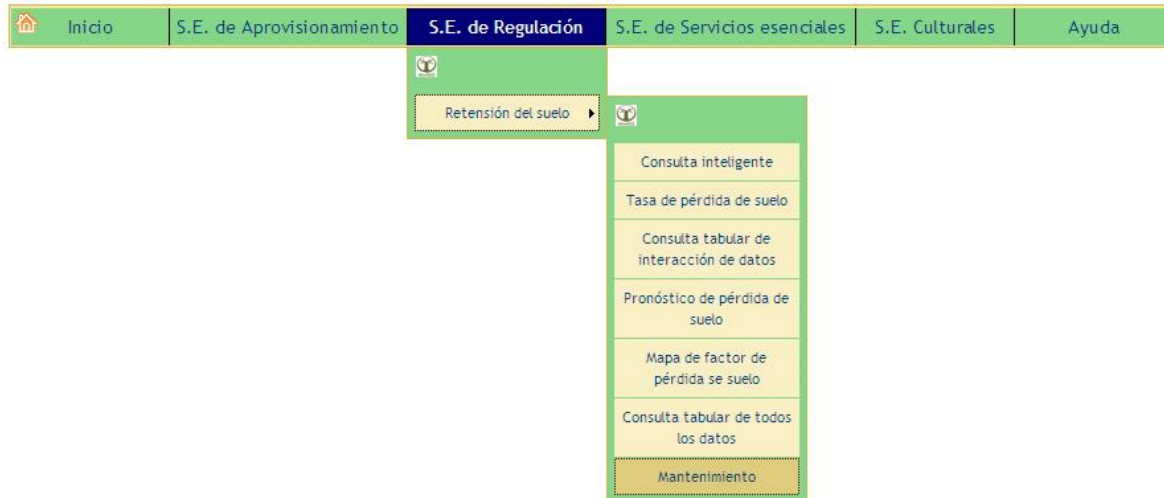 Inicio S.E. de Aprovisionamiento S.E. de Regulación S.E. de Servicios esenciales S.E. Culturales Ayuda
Retensión del suelo
Consulta inteligente
Tasa de pérdida de suelo
Consulta tabular de
interacción de datos
Pronóstico de pérdida de
suelo
Mapa de factor de
pérdida se suelo
Consulta tabular de todos
los datos
Mantenimiento